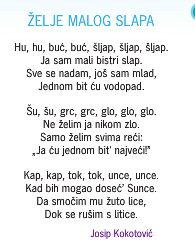 ŽELJE MALOG SLAPA
Hu, hu, buć, buć, šljap, šljap, šljap.
Ja sam mali bistri slap.
Sve se nadam, još sam mlad,
Jednom bit ću vodopad.
Šu, šu, grc, grc, glo, glo, glo.
Ne želim ja nikom zlo.
Samo želim svima reći:
„Ja ću jednom bit’ najveći!"
Kap, kap, tok, tok, unce, unce.
Kad bih mogao doseć’ Sunce.
Da smočim mu žuto lice,
Dok se rušim s litice.
Josip Kokotović